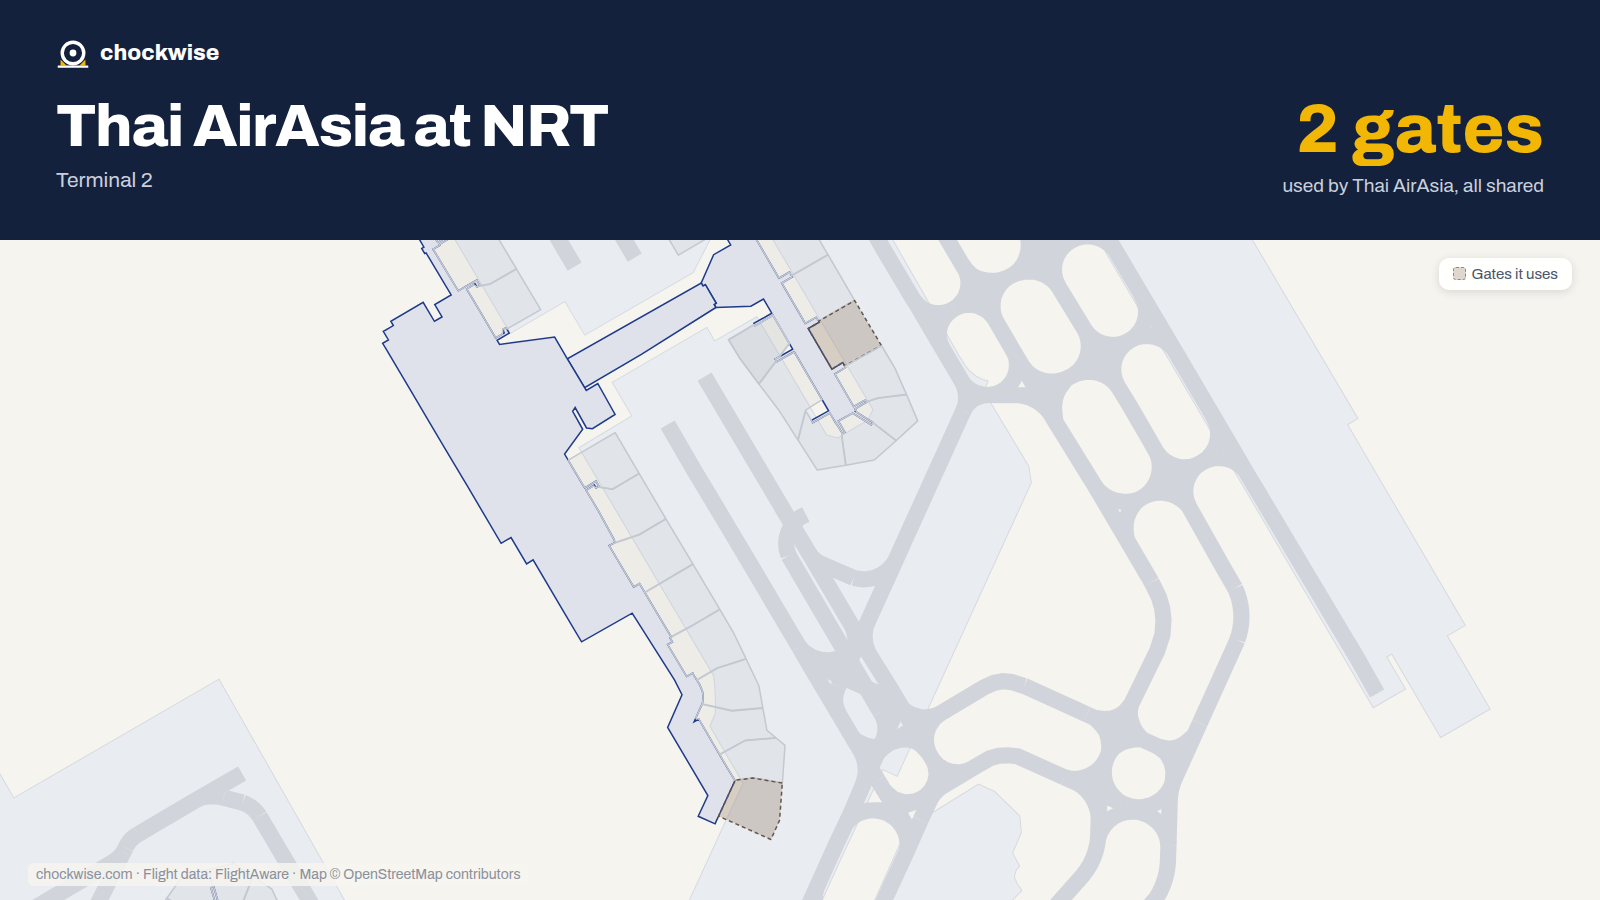 chockwise
Thai AirAsia at NRT
Terminal 2
2 gates
used by Thai AirAsia, all shared
Gates it uses
chockwise.com · Flight data: FlightAware · Map © OpenStreetMap contributors